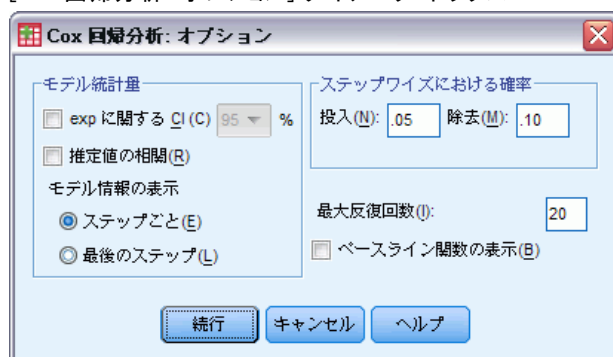 Cox 回帰分析: オプション
モデル統計量
exp に関する CI (C) 95 %
推定値の相関(R)
モデル情報の表示
ステップごと(E)
最後のステップ(L)
ステップワイズにおける確率
投入(N): .05 除去(M): .10
最大反復回数(I): 20
ベースライン関数の表示(B)
続行 キャンセル ヘルプ